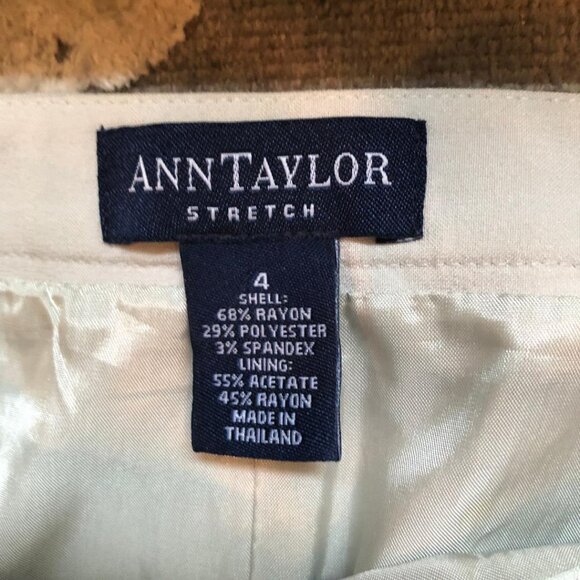 ANNTAYLOR
STRETCH
4
SHELL:
68% RAYON
29% POLYESTER
3% SPANDEX
LINING:
55% ACETATE
45% RAYON
MADE IN
THAILAND